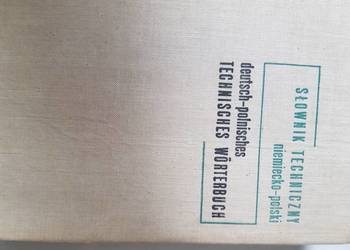 SŁOWNIK TECHNICZNY
niemiecko-polski
deutsch-polnisches
TECHNISCHES WÖRTERBUCH